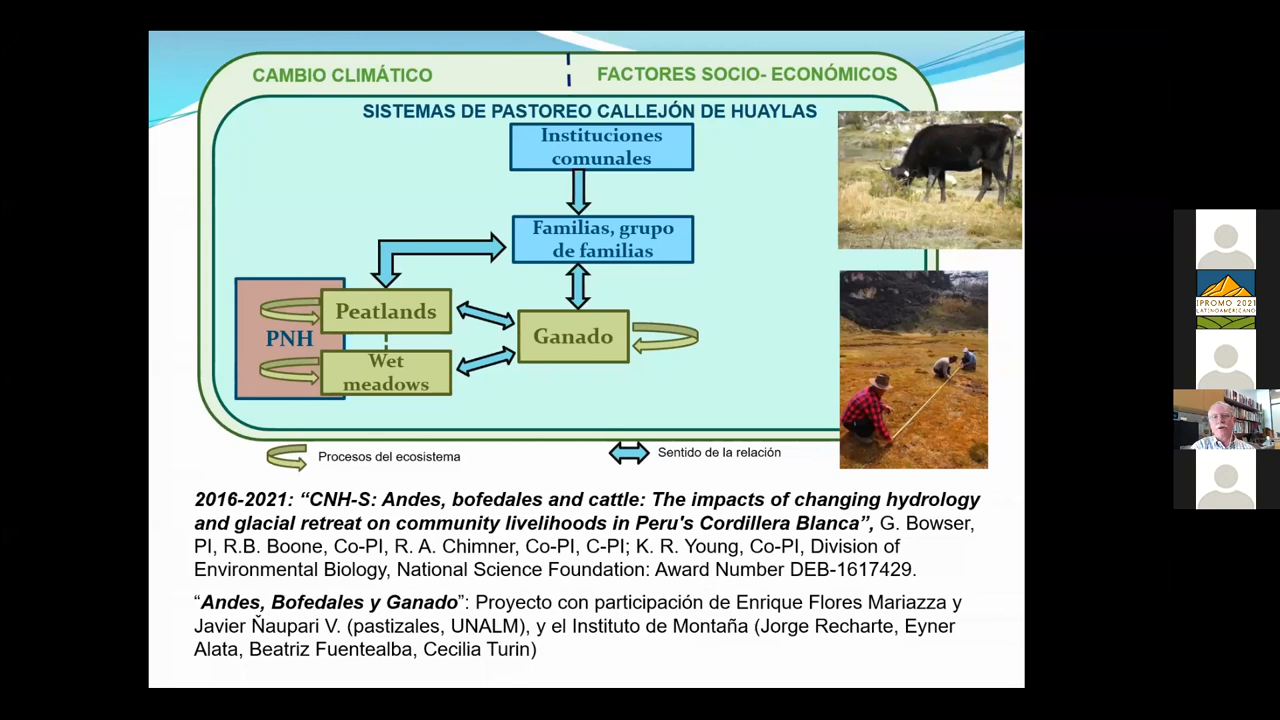 CAMBIO CLIMÁTICO
FACTORES SOCIO- ECONÓMICOS
SISTEMAS DE PASTOREO CALLEJÓN DE HUAYLAS
Instituciones
comunales
Familias, grupo
de familias
Peatlands
PNH
Ganado
Wet
meadows
Procesos del ecosistema
Sentido de la relación
2016-2021: “CNH-S: Andes, bofedales and cattle: The impacts of changing hydrology
and glacial retreat on community livelihoods in Peru's Cordillera Blanca”, G. Bowser,
PI, R.B. Boone, Co-PI, R. A. Chimner, Co-PI, C-PI; K. R. Young, Co-PI, Division of
Environmental Biology, National Science Foundation: Award Number DEB-1617429.
“Andes, Bofedales y Ganado”: Proyecto con participación de Enrique Flores Mariazza y
Javier Ňaupari V. (pastizales, UNALM), y el Instituto de Montaña (Jorge Recharte, Eyner
Alata, Beatriz Fuentealba, Cecilia Turin)
IPROMO 2021
LATINOAMERICANO